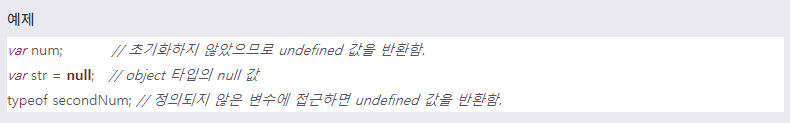 예제
var num; // 초기화하지 않았으므로 undefined 값을 반환함.
var str = null; // object 타입의 null 값
typeof secondNum; // 정의되지 않은 변수에 접근하면 undefined 값을 반환함.